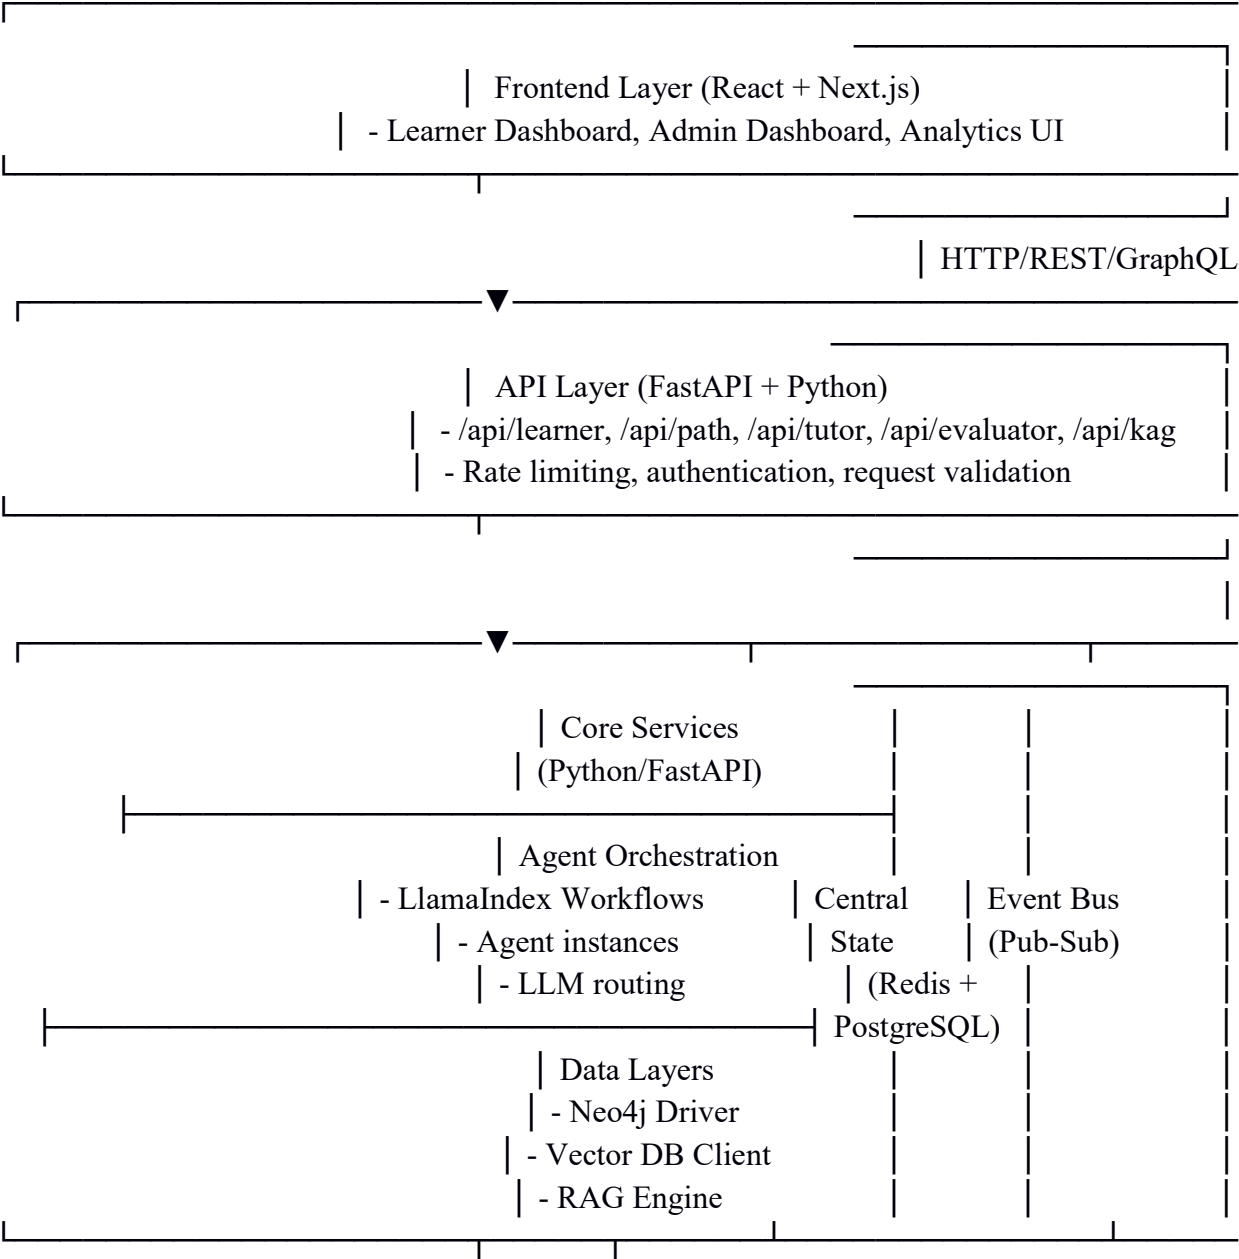 Frontend Layer (React + Next.js)
- Learner Dashboard, Admin Dashboard, Analytics UI
HTTP/REST/GraphQL
▼
API Layer (FastAPI + Python)
- /api/learner, /api/path, /api/tutor, /api/evaluator, /api/kag
- Rate limiting, authentication, request validation
▼
Core Services
(Python/FastAPI)
Agent Orchestration
- LlamaIndex Workflows │ Central │ Event Bus
- Agent instances │ State │ (Pub-Sub)
- LLM routing │ (Redis +
PostgreSQL)
Data Layers
- Neo4j Driver
- Vector DB Client
- RAG Engine